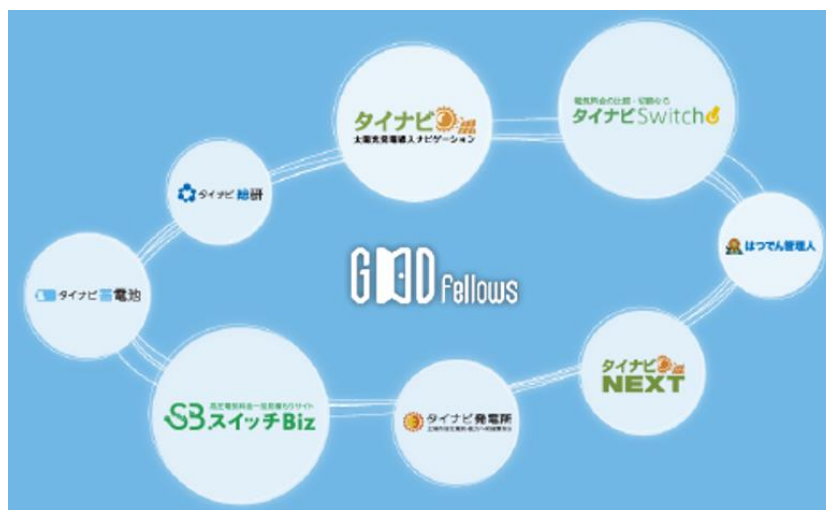 タイナビ
太陽光発電導入ナビゲーション
電気料金の比較・切替なら
タイナビSwitch
タイナビ 総研
はつでん管理人
GOOD fellows
タイナビ蓄電池
タイナビ
NEXT
高圧電気料金一括見積もりサイト
SBスイッチBiz
タイナビ発電所